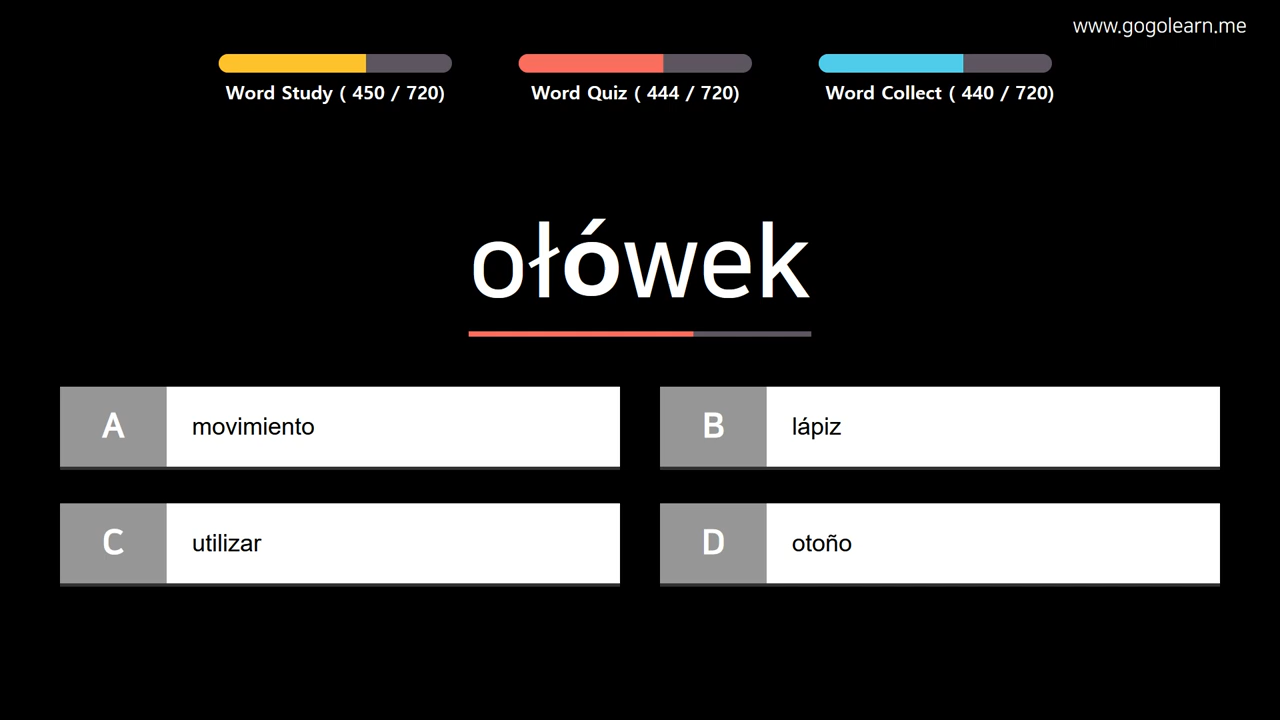 www.gogolearn.me
Word Study ( 450 / 720)
Word Quiz ( 444 / 720)
Word Collect ( 440 / 720)
ołówek
A movimiento
B lápiz
C utilizar
D otoño